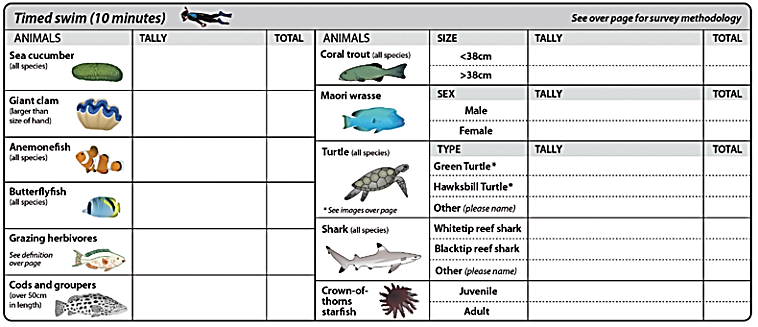 Timed swim (10 minutes)
See over page for survey methodology
ANIMALS TALLY TOTAL
Sea cucumber
(all species)
Giant clam
(larger than
size of hand)
Anemonefish
(all species)
Butterflyfish
(all species)
Grazing herbivores
See definition
over page
Cods and groupers
(over 50cm
in length)
ANIMALS SIZE TALLY TOTAL
Coral trout (all species)
<38cm
>38cm
Maori wrasse
SEX TALLY TOTAL
Male
Female
Turtle (all species)
TYPE TALLY TOTAL
Green Turtle*
Hawksbill Turtle*
Other (please name)
* See images over page
Shark (all species)
Whitetip reef shark
Blacktip reef shark
Other (please name)
Crown-of-
thorns
starfish
Juvenile
Adult